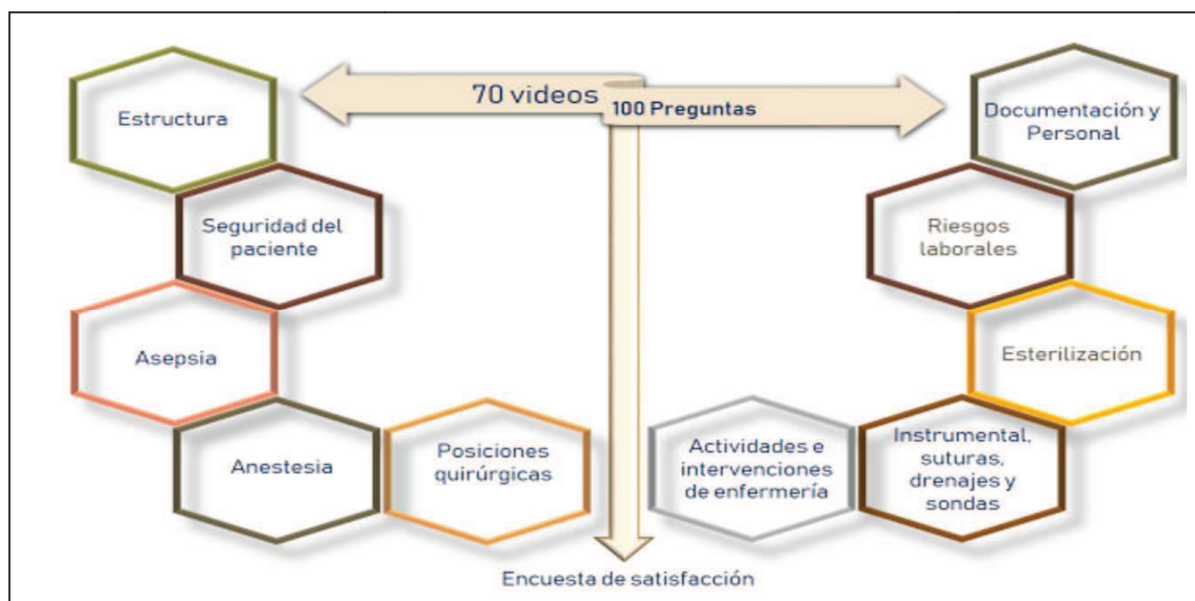 70 videos
100 Preguntas
Estructura
Seguridad del
paciente
Asepsia
Anestesia
Posiciones
quirúrgicas
Documentación y
Personal
Riesgos
laborales
Esterilización
Instrumental,
suturas,
drenajes y
sondas
Actividades e
intervenciones
de enfermería
Encuesta de satisfacción